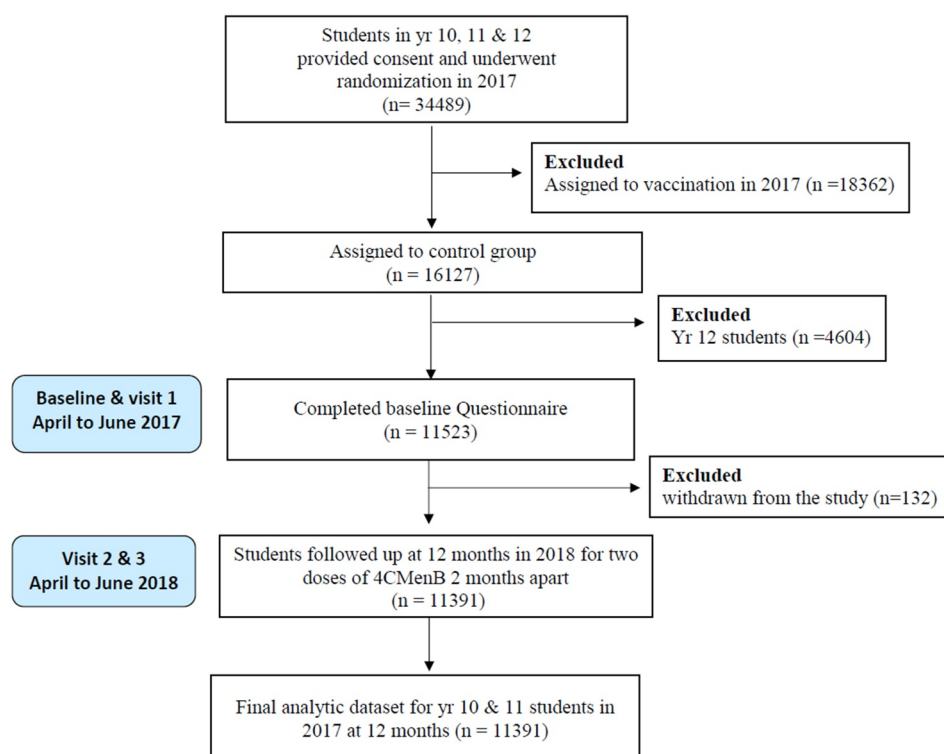 Students in yr 10, 11 & 12
provided consent and underwent
randomization in 2017
(n= 34489)
Excluded
Assigned to vaccination in 2017 (n =18362)
Assigned to control group
(n = 16127)
Excluded
Yr 12 students (n =4604)
Baseline & visit 1
April to June 2017
Completed baseline Questionnaire
(n = 11523)
Excluded
withdrawn from the study (n=132)
Visit 2 & 3
April to June 2018
Students followed up at 12 months in 2018 for two
doses of 4CMenB 2 months apart
(n = 11391)
Final analytic dataset for yr 10 & 11 students in
2017 at 12 months (n = 11391)